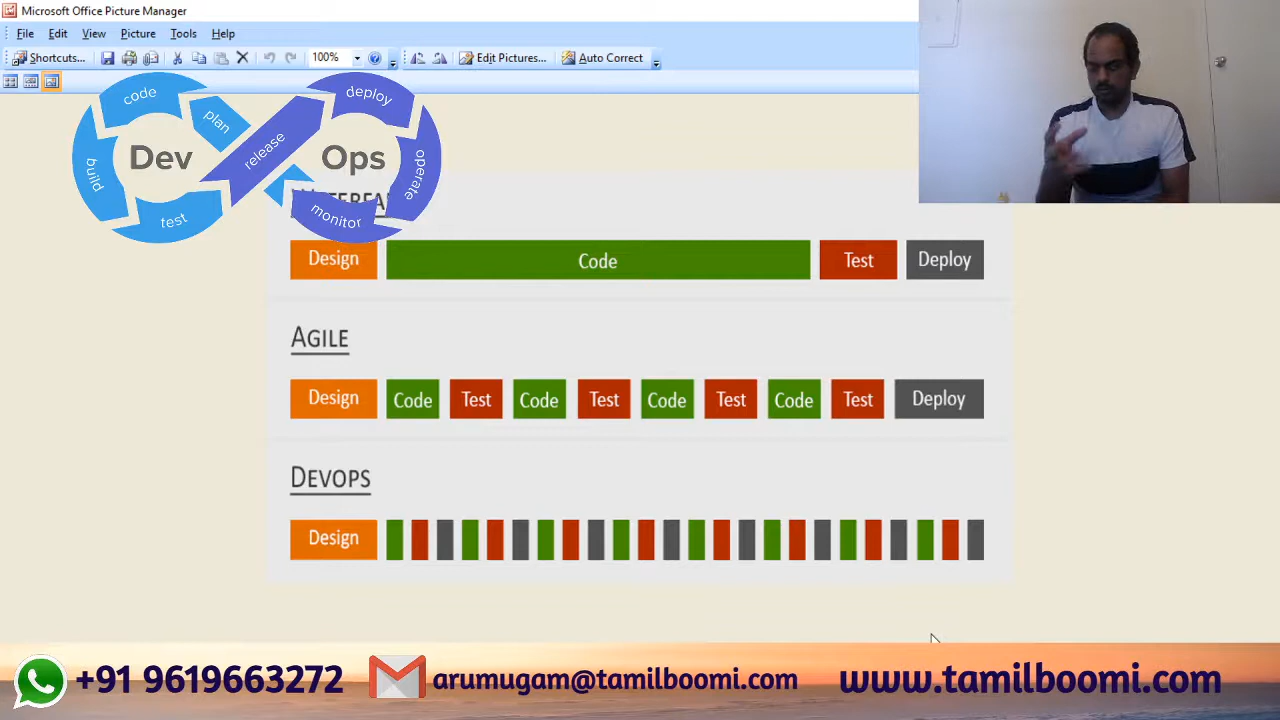 Microsoft Office Picture Manager
File Edit View Picture Tools Help
Shortcuts... 100% Edit Pictures... Auto Correct
code
plan
build
test
Dev
release
deploy
Ops
operate
monitor
Design Code Test Deploy
AGILE
Design Code Test Code Test Code Test Code Test Deploy
DEVOPS
Design
+91 9619663272 arumugam@tamilboomi.com www.tamilboomi.com